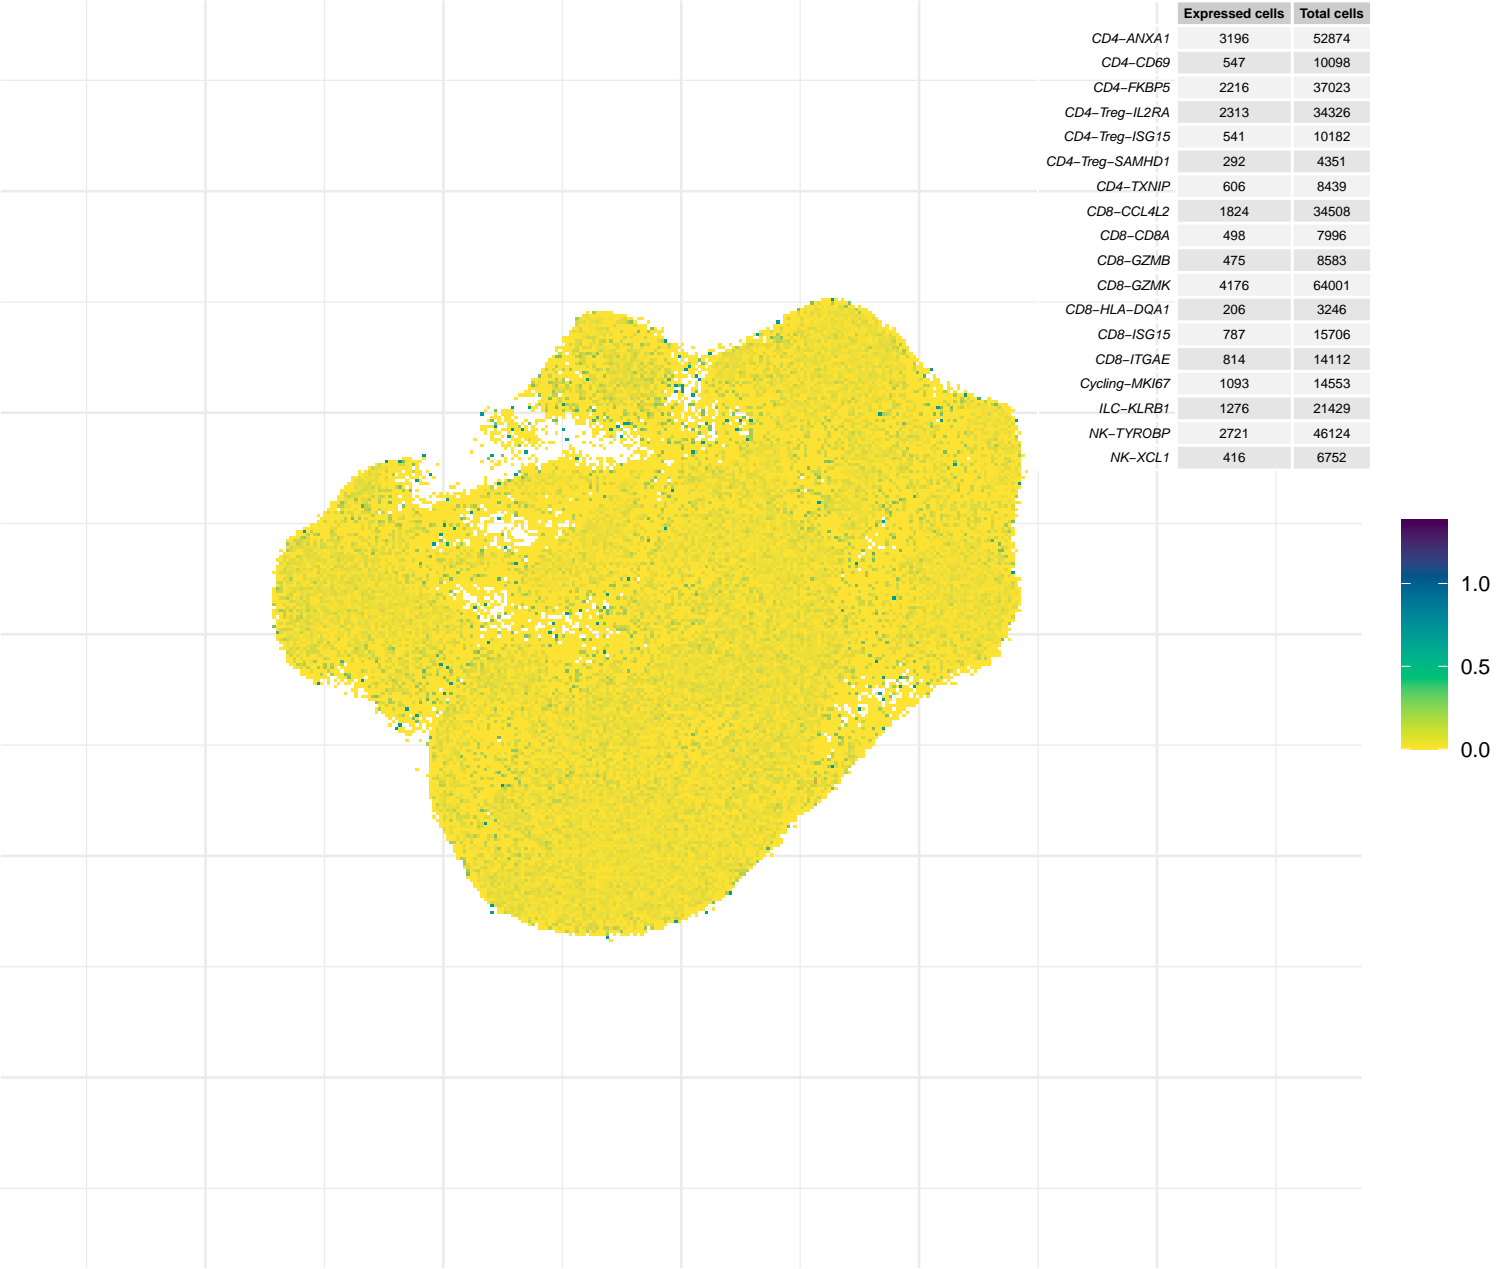 Expressed cells Total cells
CD4−ANXA1 3196 52874
CD4−CD69 547 10098
CD4−FKBP5 2216 37023
CD4−Treg−IL2RA 2313 34326
CD4−Treg−ISG15 541 10182
CD4−Treg−SAMHD1 292 4351
CD4−TXNIP 606 8439
CD8−CCL4L2 1824 34508
CD8−CD8A 498 7996
CD8−GZMB 475 8583
CD8−GZMK 4176 64001
CD8−HLA−DQA1 206 3246
CD8−ISG15 787 15706
CD8−ITGAE 814 14112
Cycling−MKI67 1093 14553
ILC−KLRB1 1276 21429
NK−TYROBP 2721 46124
NK−XCL1 416 6752
1.0
0.5
0.0